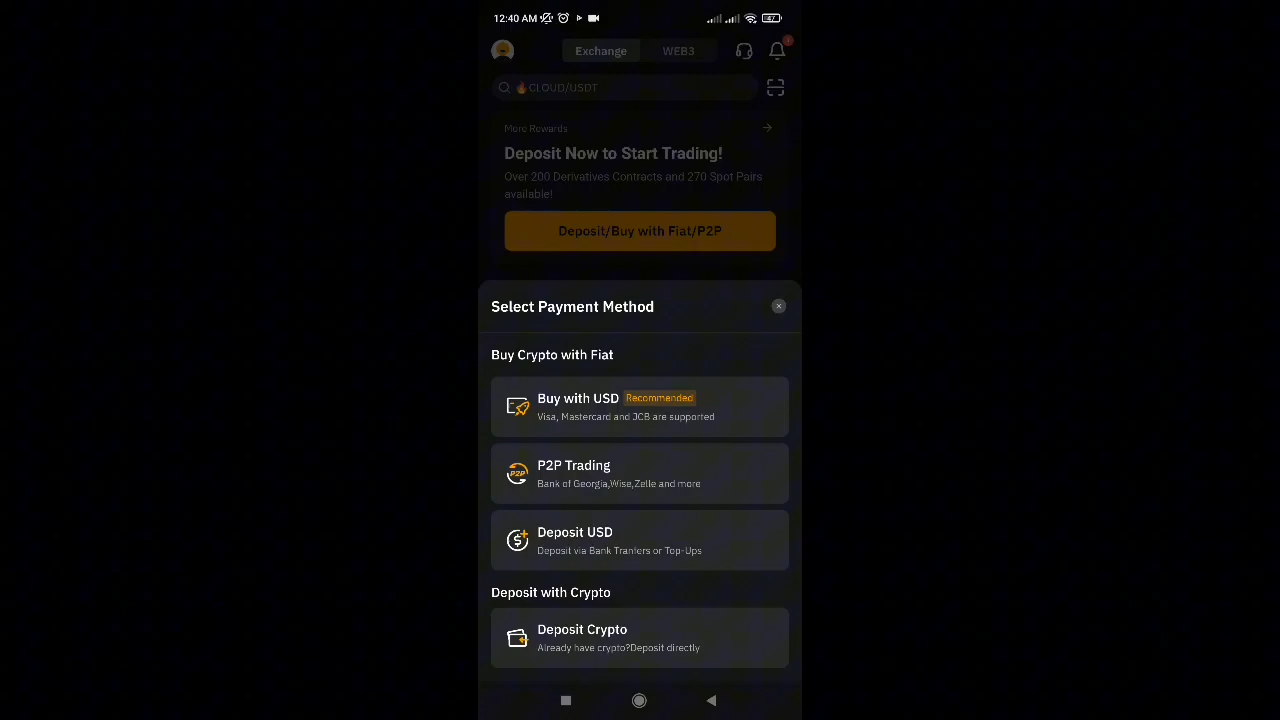 12:40 AM
47
Exchange WEB3
🔥CLOUD/USDT
More Rewards
Deposit Now to Start Trading!
Over 200 Derivatives Contracts and 270 Spot Pairs
available!
Deposit/Buy with Fiat/P2P
Select Payment Method
Buy Crypto with Fiat
Buy with USD Recommended
Visa, Mastercard and JCB are supported
P2P
P2P Trading
Bank of Georgia,Wise,Zelle and more
Deposit USD
Deposit via Bank Tranfers or Top-Ups
Deposit with Crypto
Deposit Crypto
Already have crypto?Deposit directly